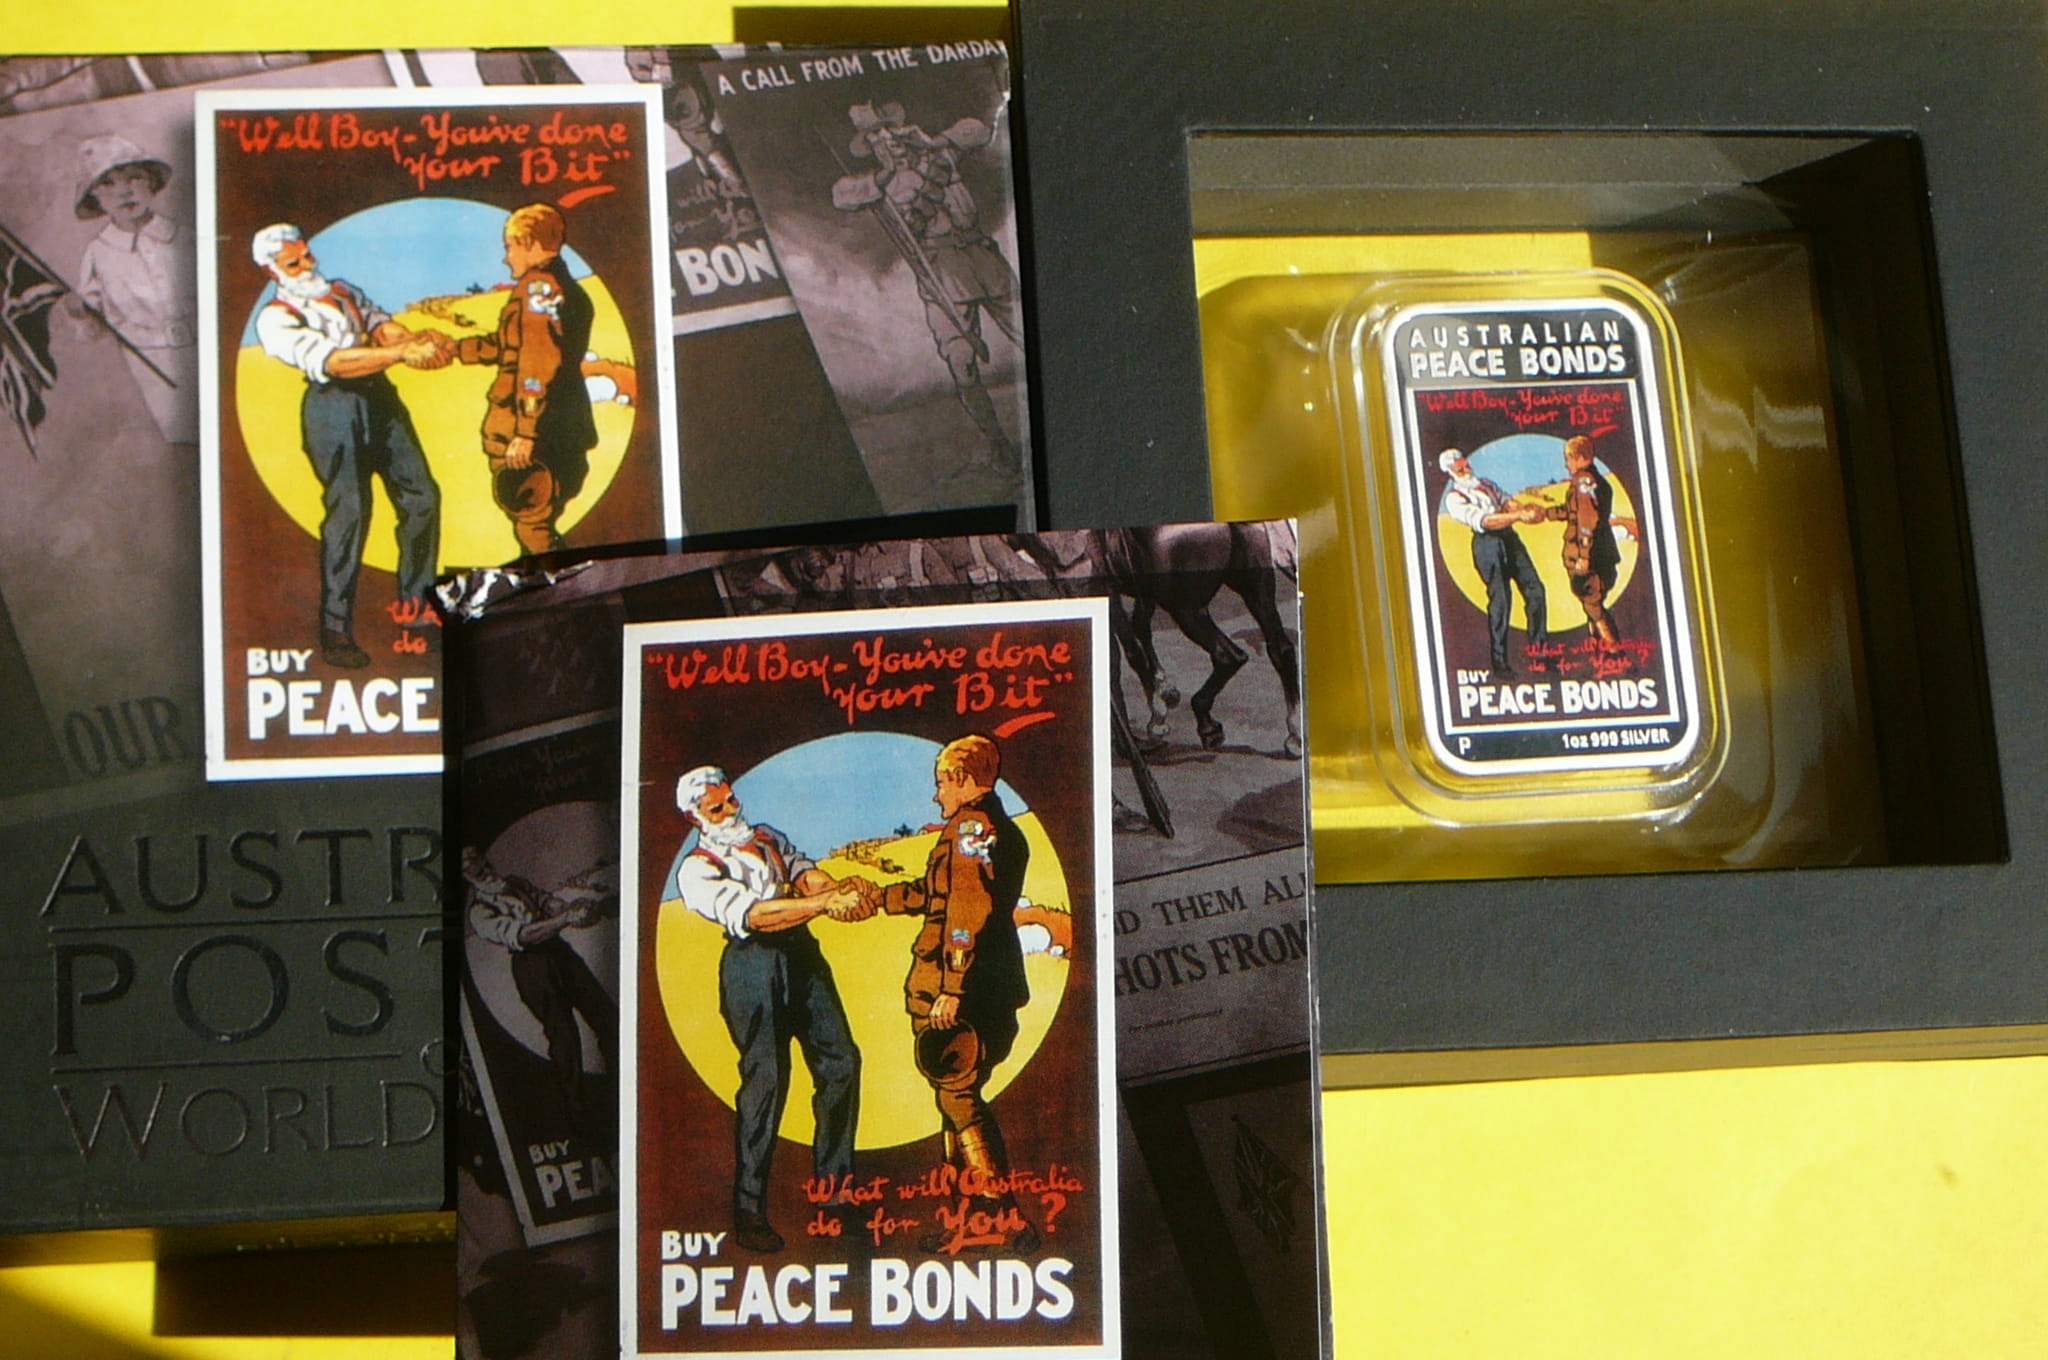 A CALL FROM THE DARDA
"Well Boy-You've done
your Bit"
BON
Wh
do
BUY
PEACE
OUR
AUSTR
POS
WORLD
"Well Boy-You've done
your Bit"
What will Australia
do for You?
BUY
PEACE BONDS
BUY
PEA
D THEM AL
HOTS FROM
AUSTRALIAN
PEACE BONDS
"Well Boy-You've done
your Bit"
What will Australia
do for You?
BUY
PEACE BONDS
P
1oz 999 SILVER